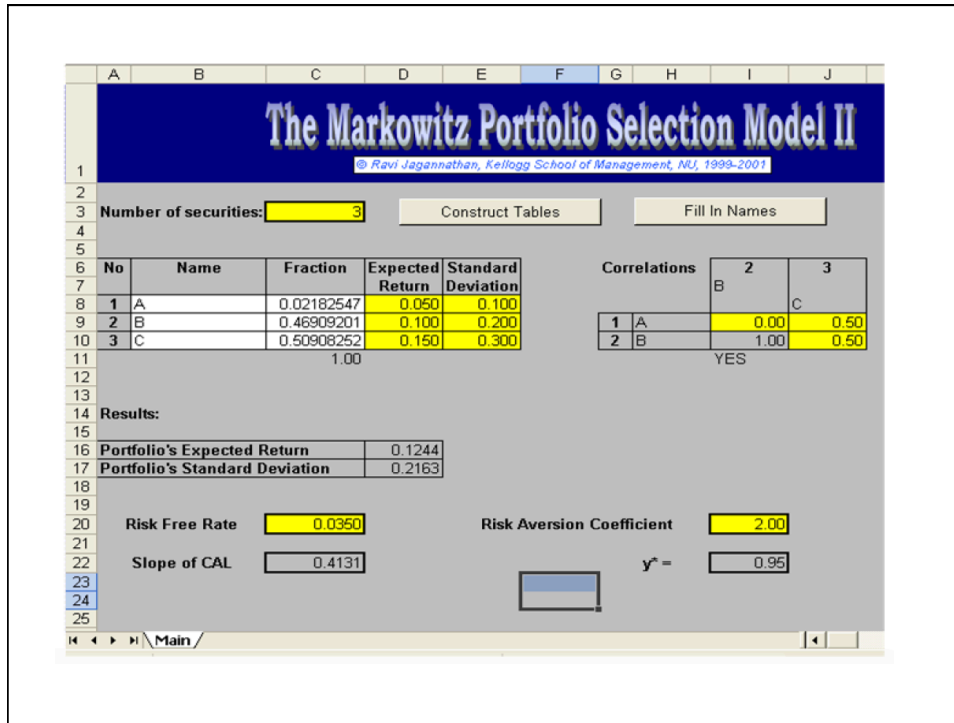 A B C D E F G H I J
The Markowitz Portfolio Selection Model II
1 © Ravi Jagannathan, Kellogg School of Management, NU, 1999-2001
2
3 Number of securities: 3 Construct Tables Fill In Names
4
5
6 No Name Fraction Expected Standard Correlations 2 3
7 Return Deviation B
8 1 A 0.02182547 0.050 0.100 C
9 2 B 0.46909201 0.100 0.200 1 A 0.00 0.50
10 3 C 0.50908252 0.150 0.300 2 B 1.00 0.50
11 1.00 YES
12
13
14 Results:
15
16 Portfolio's Expected Return 0.1244
17 Portfolio's Standard Deviation 0.2163
18
19
20 Risk Free Rate 0.0350 Risk Aversion Coefficient 2.00
21
22 Slope of CAL 0.4131 y* = 0.95
23
24
25
Main